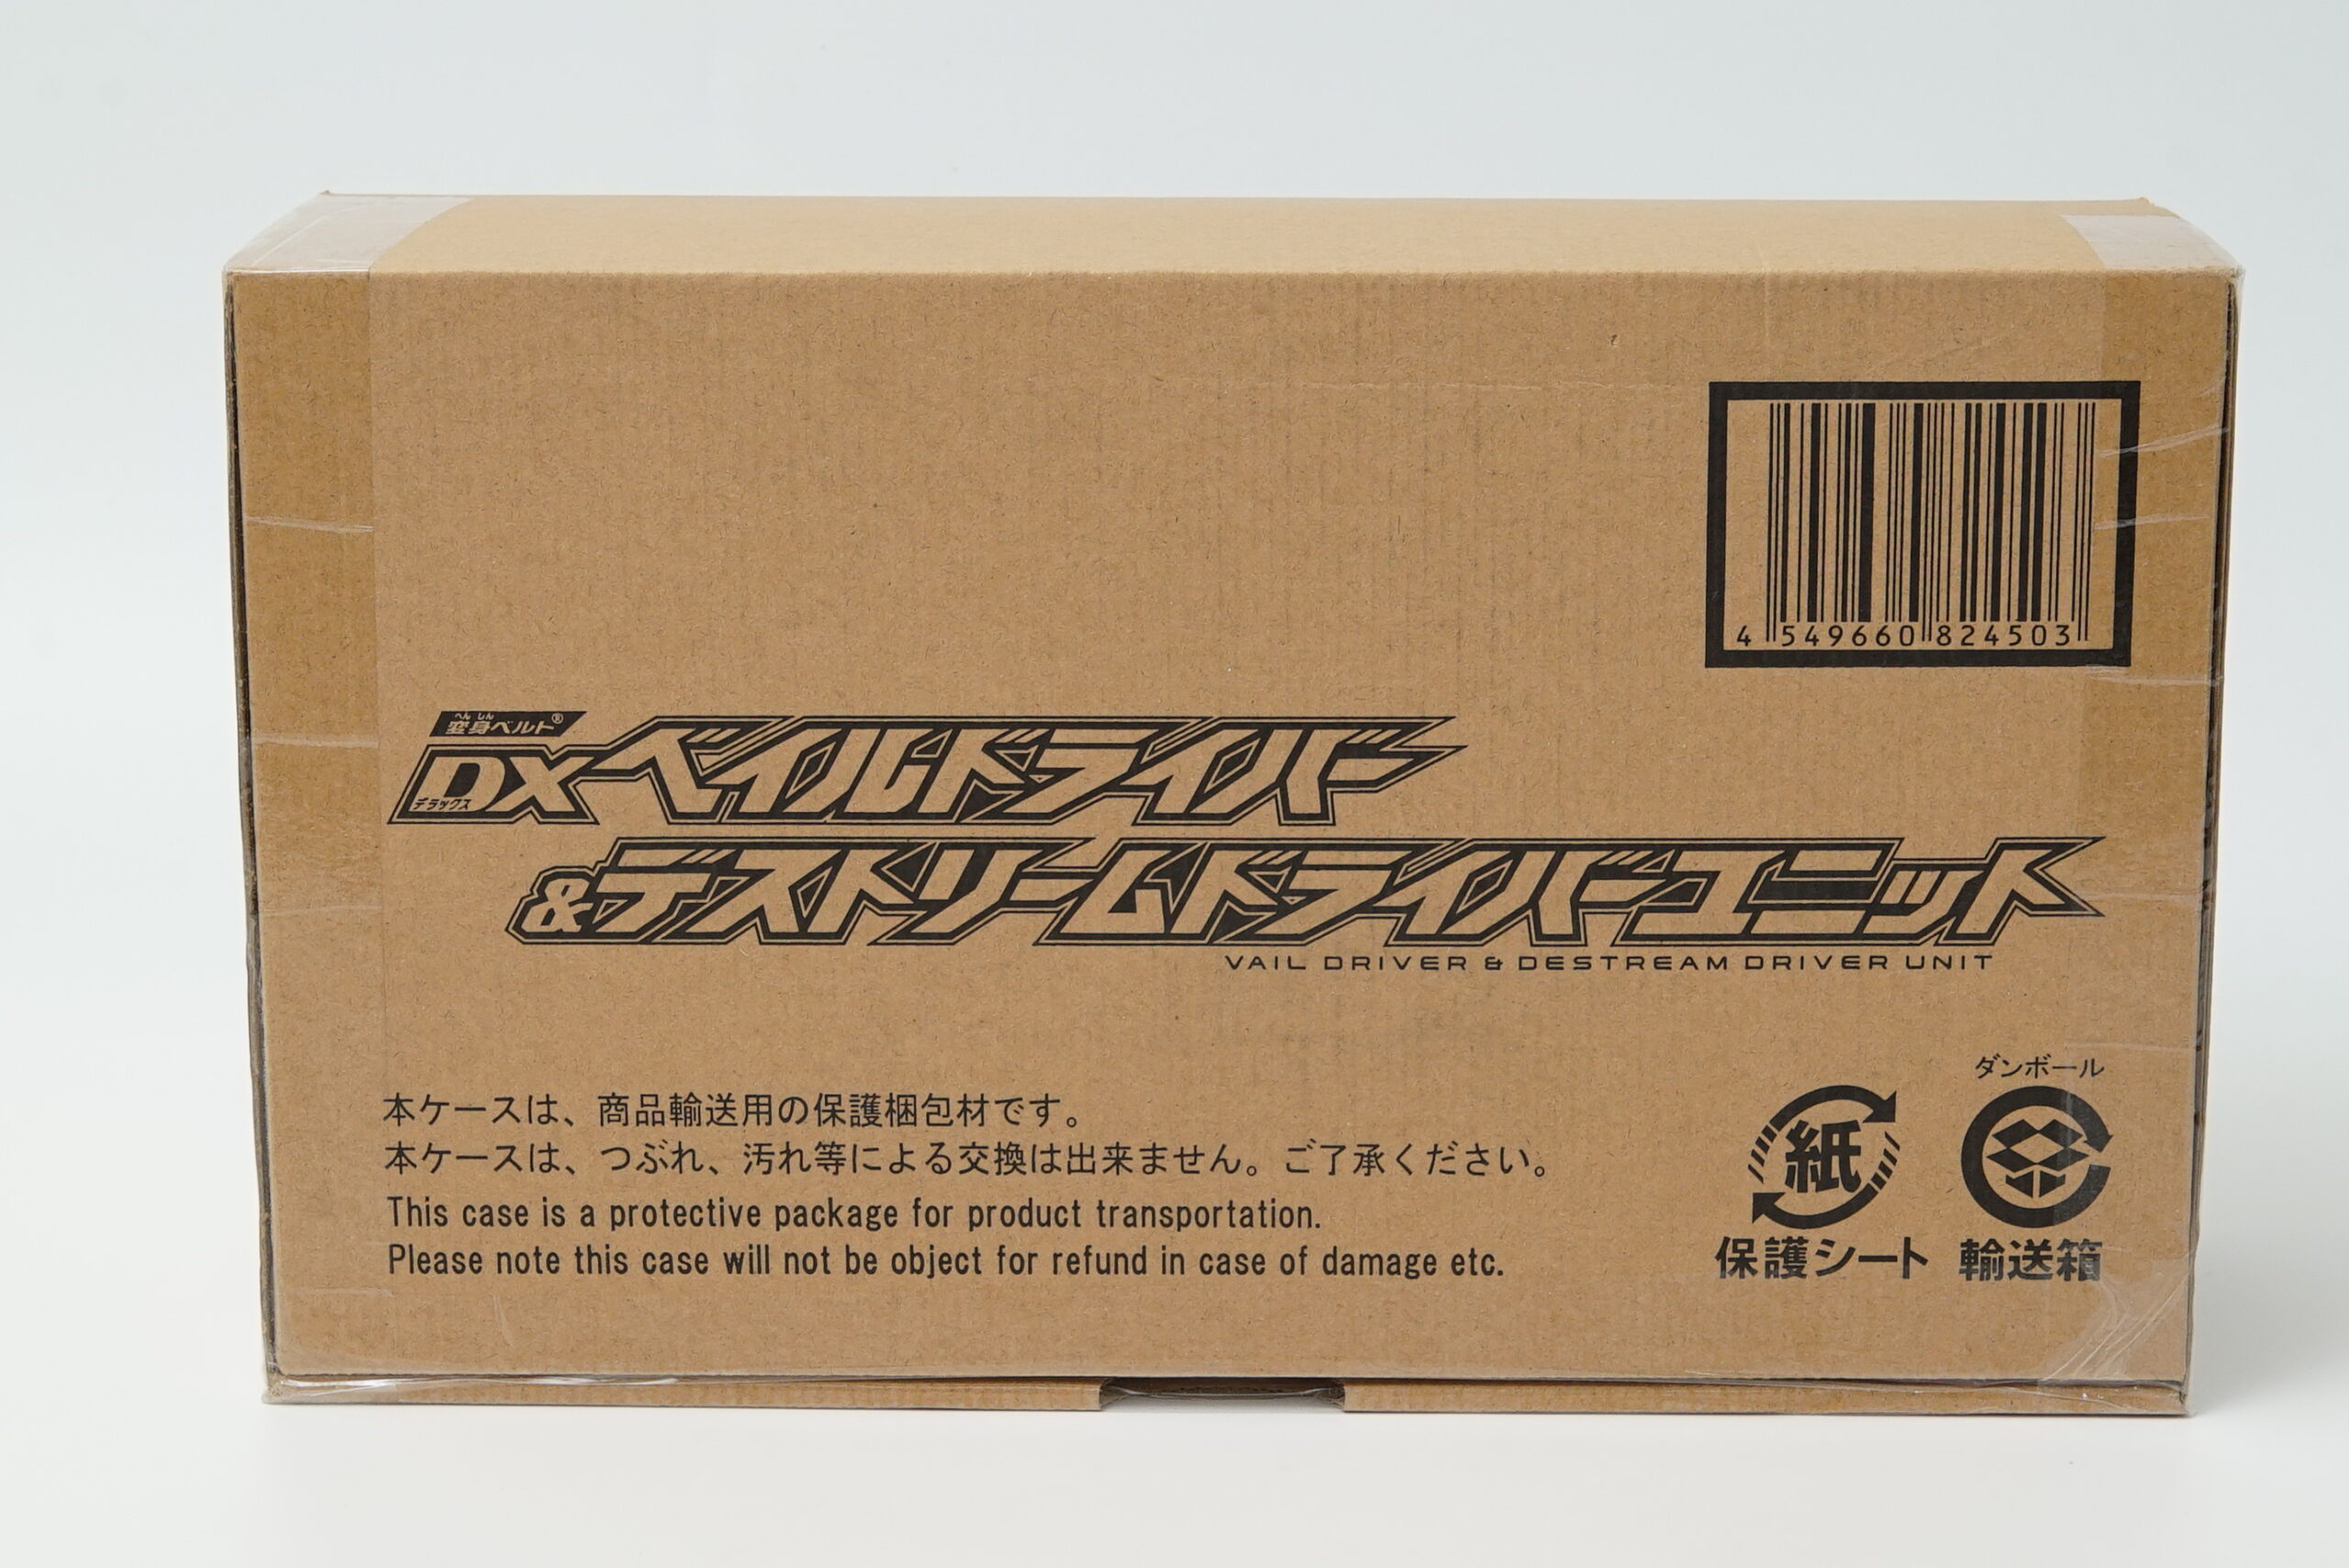 4 549660 824503
へんしん
変身ベルト®
DXベイルドライバー
デラックス
&デストリームドライバーユニット
VAIL DRIVER & DESTREAM DRIVER UNIT
本ケースは、商品輸送用の保護梱包材です。
本ケースは、つぶれ、汚れ等による交換は出来ません。ご了承ください。
This case is a protective package for product transportation.
Please note this case will not be object for refund in case of damage etc.
紙
保護シート
ダンボール
輸送箱